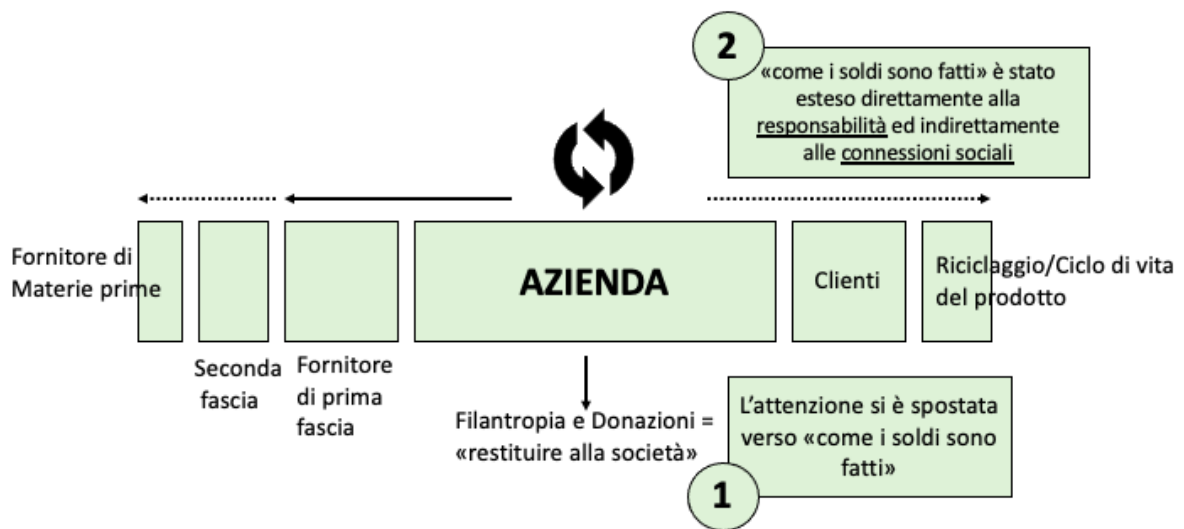 2
«come i soldi sono fatti» è stato
esteso direttamente alla
responsabilità ed indirettamente
alle connessioni sociali
Fornitore di
Materie prime
AZIENDA
Clienti
Riciclaggio/Ciclo di vita
del prodotto
Seconda
fascia
Fornitore
di prima
fascia
Filantropia e Donazioni =
«restituire alla società»
L'attenzione si è spostata
verso «come i soldi sono
fatti»
1